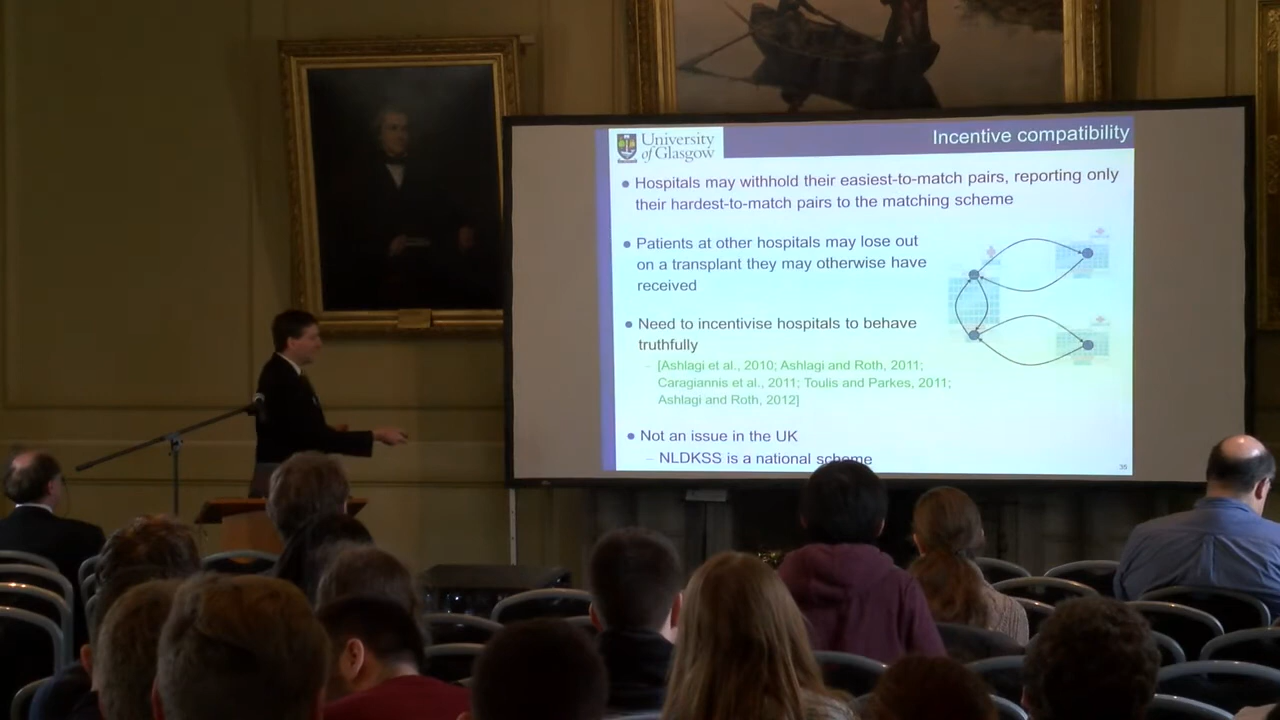 University
of Glasgow
Incentive compatibility
• Hospitals may withhold their easiest-to-match pairs, reporting only
their hardest-to-match pairs to the matching scheme
• Patients at other hospitals may lose out
on a transplant they may otherwise have
received
• Need to incentivise hospitals to behave
truthfully
– [Ashlagi et al., 2010; Ashlagi and Roth, 2011;
Caragiannis et al., 2011; Toulis and Parkes, 2011;
Ashlagi and Roth, 2012]
• Not an issue in the UK
– NLDKSS is a national scheme
35